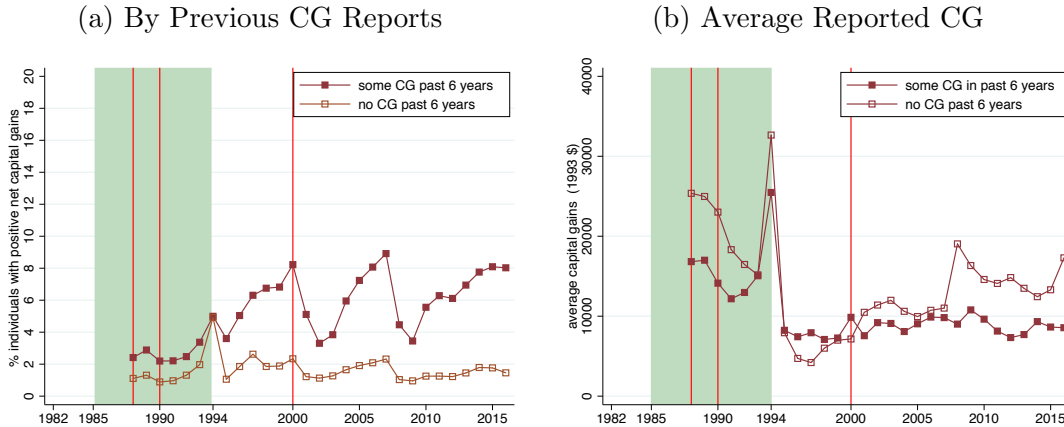 (a) By Previous CG Reports
% individuals with positive net capital gains
20
18
16
14
12
10
8
6
4
2
0
some CG past 6 years
no CG past 6 years
1982 1985 1990 1994 2000 2005 2010 2015
(b) Average Reported CG
average capital gains (1993 $)
40000
30000
20000
10000
0
some CG in past 6 years
no CG past 6 years
1982 1985 1990 1994 2000 2005 2010 2015